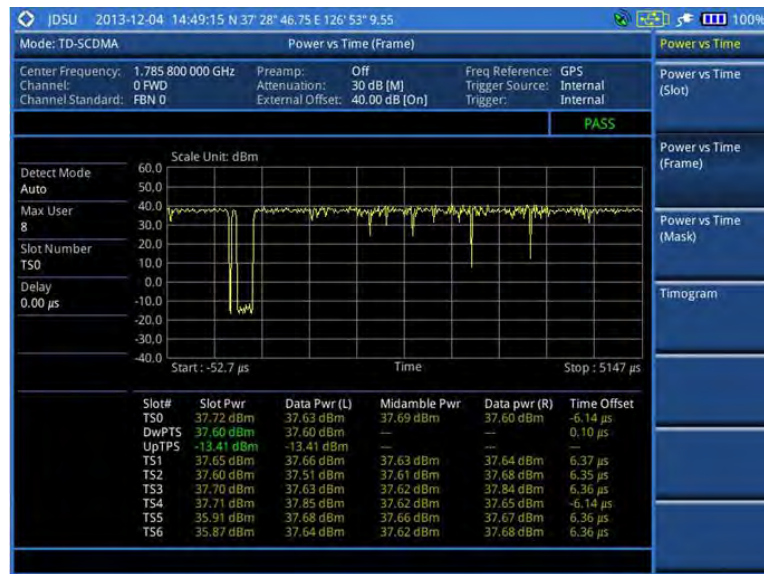 JDSU 2013-12-04 14:49:15 N 37' 28" 46.75 E 126' 53" 9.55 100%
Mode: TD-SCDMA Power vs Time (Frame) Power vs Time
Center Frequency: 1.785 800 000 GHz Preamp: Off Freq Reference: GPS
Channel: 0 FWD Attenuation: 30 dB [M] Trigger Source: Internal
Channel Standard: FBN 0 External Offset: 40.00 dB [On] Trigger: Internal
PASS
Power vs Time
(Slot)
Power vs Time
(Frame)
Power vs Time
(Mask)
Timogram
Detect Mode
Auto
Max User
8
Slot Number
TS0
Delay
0.00 μs
Scale Unit: dBm
60.0
50.0
40.0
30.0
20.0
10.0
0.0
-10.0
-20.0
-30.0
-40.0
Start : -52.7 μs Time Stop : 5147 μs
Slot# Slot Pwr Data Pwr (L) Midamble Pwr Data pwr (R) Time Offset
TS0 37.72 dBm 37.63 dBm 37.69 dBm 37.60 dBm -6.14 μs
DwPTS 37.60 dBm 37.60 dBm --- --- 0.10 μs
UpTPS -13.41 dBm -13.41 dBm --- --- ---
TS1 37.65 dBm 37.66 dBm 37.63 dBm 37.64 dBm 6.37 μs
TS2 37.60 dBm 37.51 dBm 37.61 dBm 37.68 dBm 6.35 μs
TS3 37.70 dBm 37.63 dBm 37.62 dBm 37.84 dBm 6.36 μs
TS4 37.71 dBm 37.85 dBm 37.62 dBm 37.65 dBm -6.14 μs
TS5 35.91 dBm 37.68 dBm 37.66 dBm 37.67 dBm 6.36 μs
TS6 35.87 dBm 37.64 dBm 37.62 dBm 37.68 dBm 6.36 μs